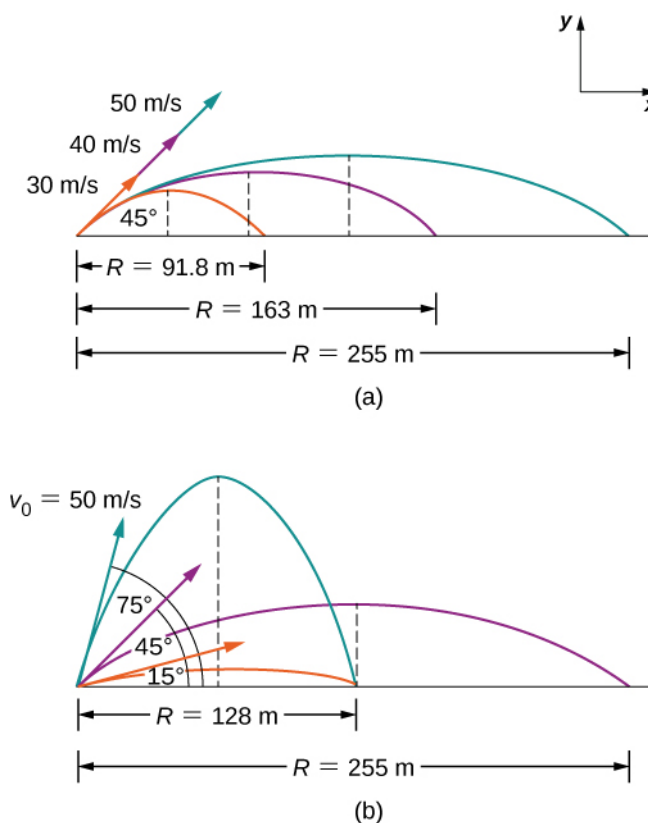 y
x
50 m/s
40 m/s
30 m/s
45°
R = 91.8 m
R = 163 m
R = 255 m
(a)
v₀ = 50 m/s
75°
45°
15°
R = 128 m
R = 255 m
(b)